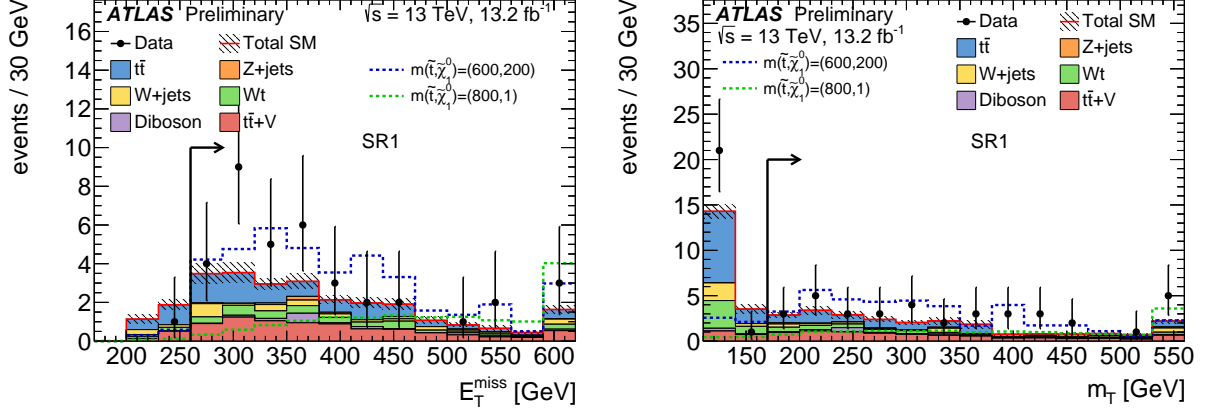 ATLAS Preliminary
√s = 13 TeV, 13.2 fb⁻¹
Data
Total SM
tt̄
Z+jets
W+jets
Wt
Diboson
tt̄+V
m(t̃,χ̃₁⁰)=(600,200)
m(t̃,χ̃₁⁰)=(800,1)
SR1
events / 30 GeV
16
14
12
10
8
6
4
2
0
200 250 300 350 400 450 500 550 600
E_T^miss [GeV]
ATLAS Preliminary
√s = 13 TeV, 13.2 fb⁻¹
Data
Total SM
tt̄
Z+jets
W+jets
Wt
Diboson
tt̄+V
m(t̃,χ̃₁⁰)=(600,200)
m(t̃,χ̃₁⁰)=(800,1)
SR1
events / 30 GeV
35
30
25
20
15
10
5
0
150 200 250 300 350 400 450 500 550
m_T [GeV]